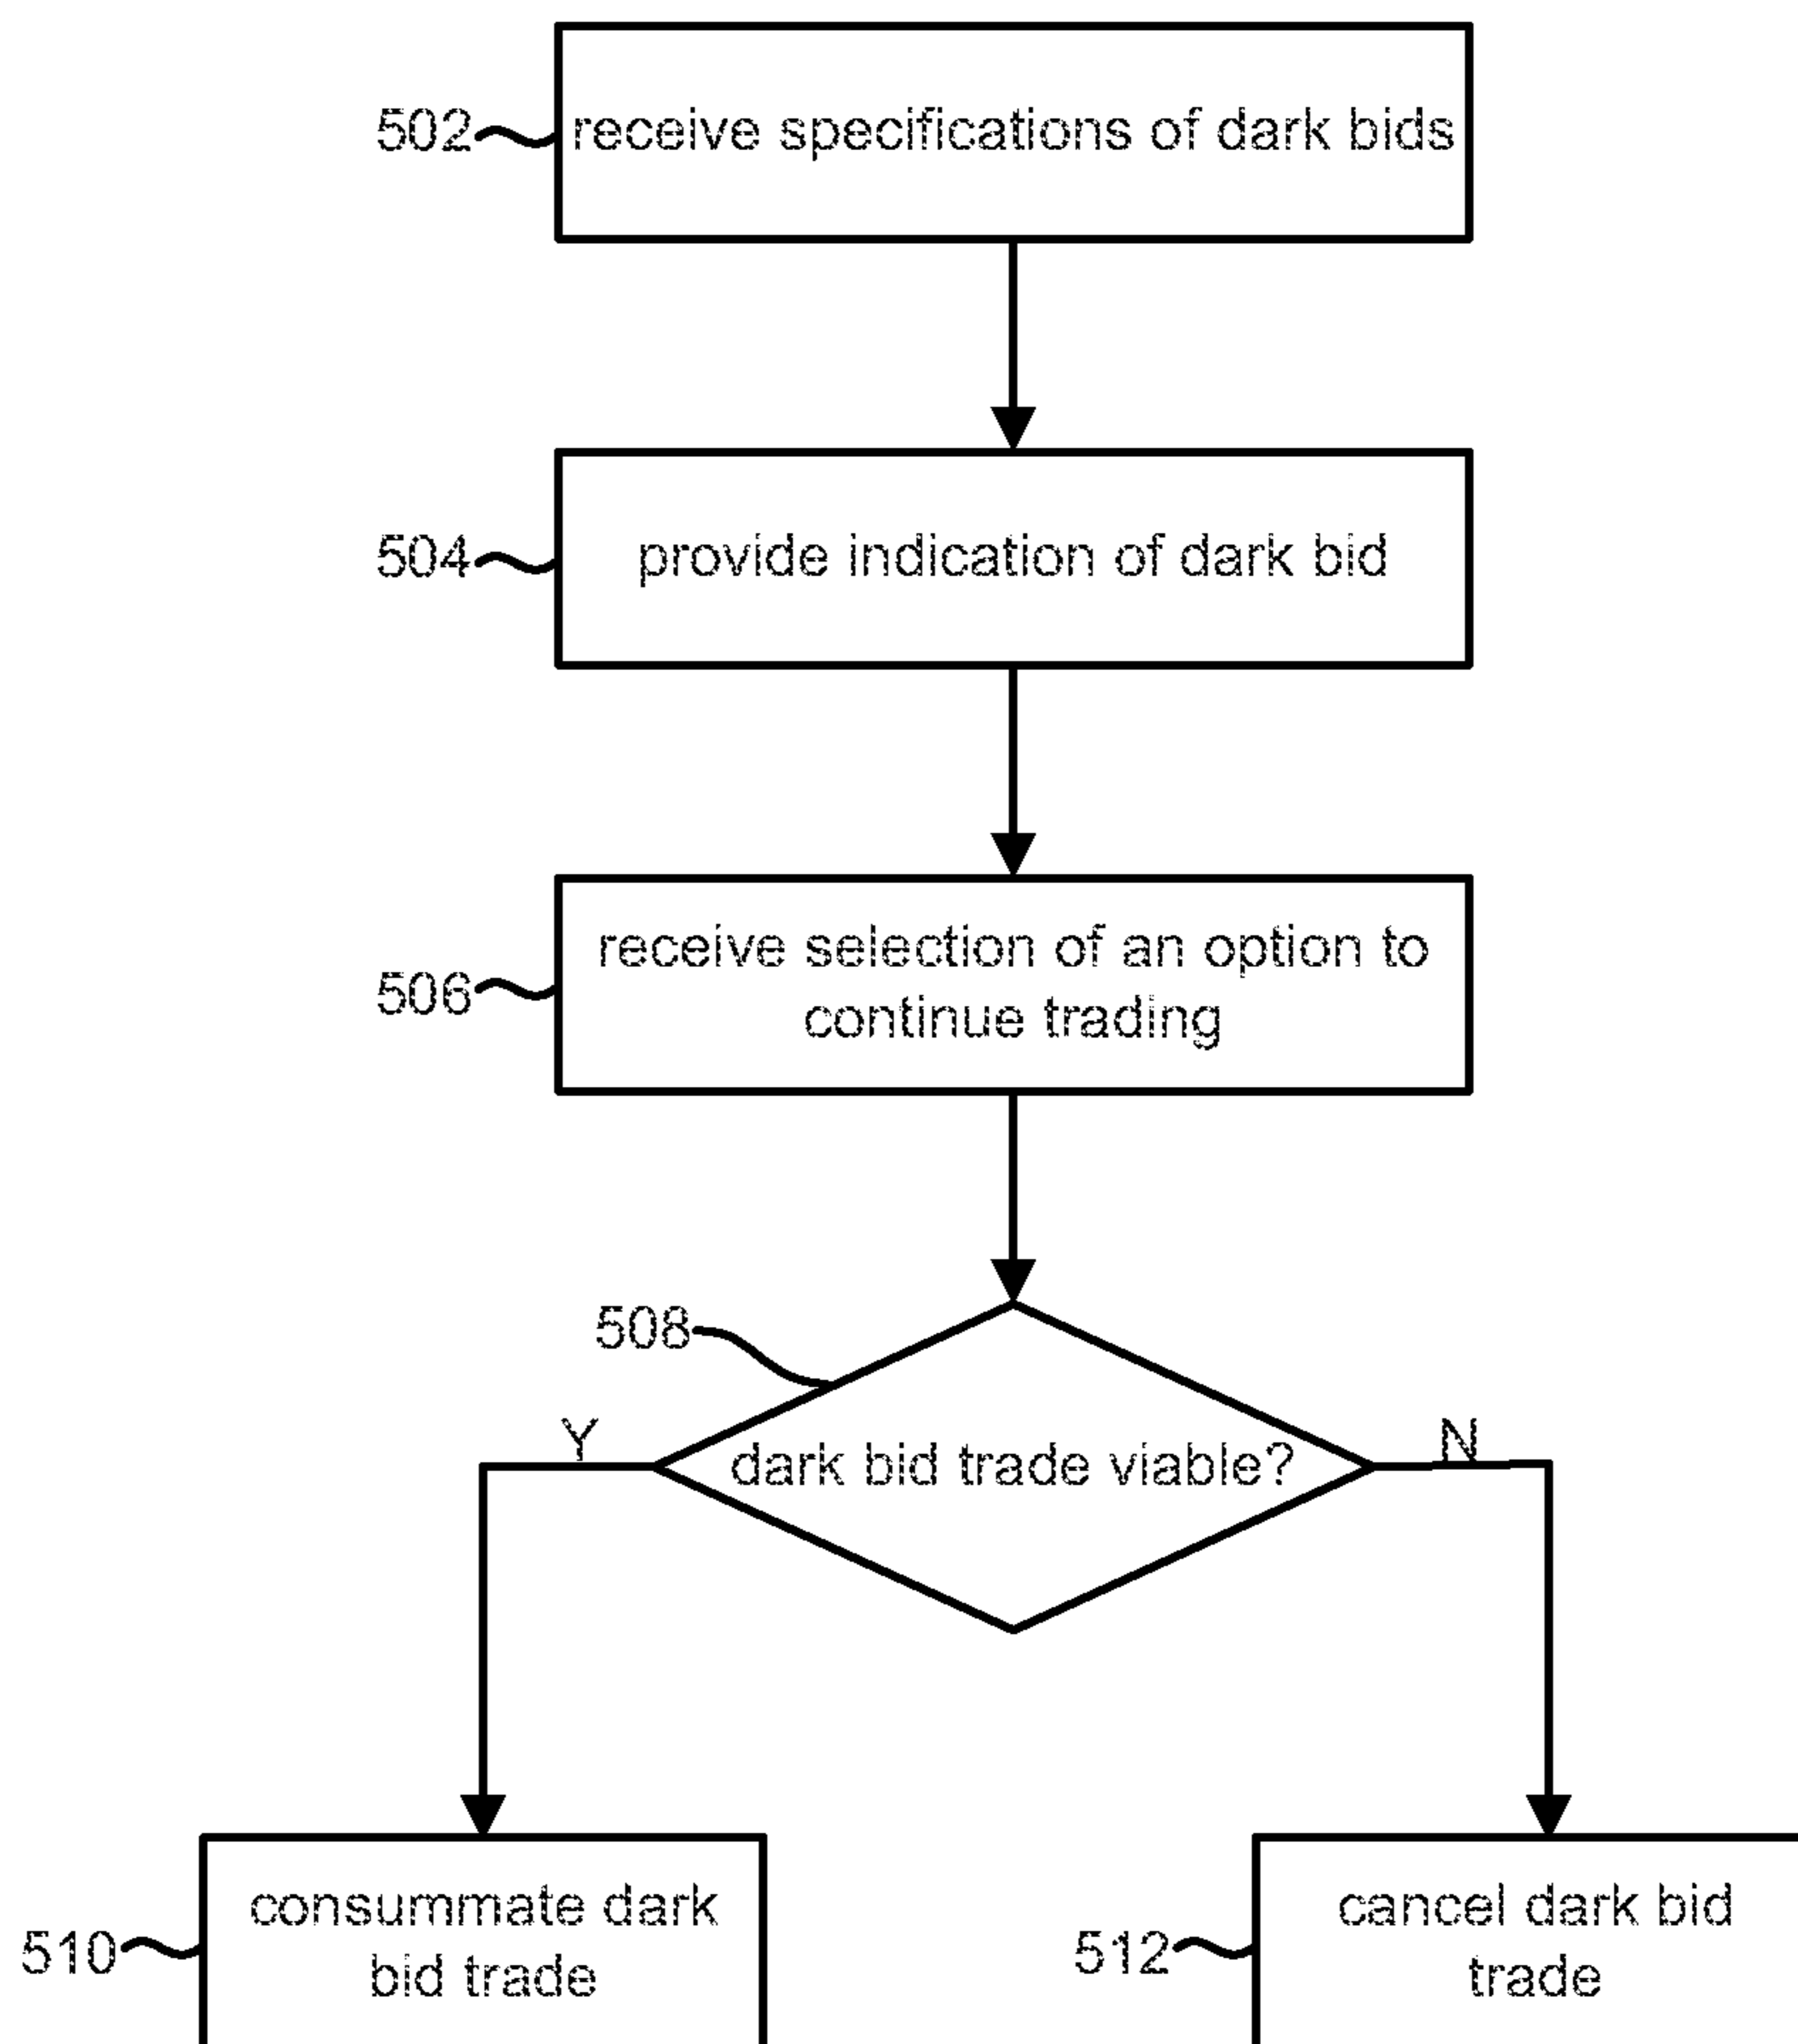 502
receive specifications of dark bids
504
provide indication of dark bid
506
receive selection of an option to
continue trading
508
dark bid trade viable?
Y
N
510
consummate dark
bid trade
512
cancel dark bid
trade